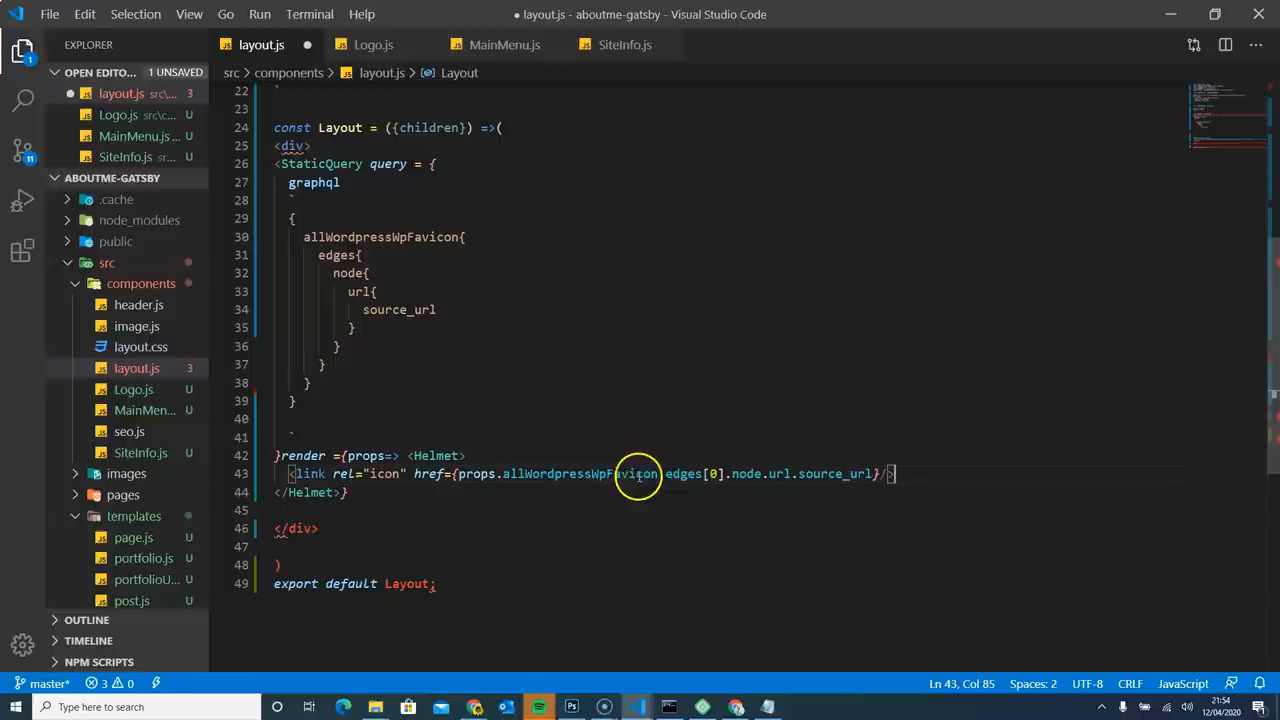 File Edit Selection View Go Run Terminal Help
● layout.js - aboutme-gatsby - Visual Studio Code
EXPLORER
layout.js ●
Logo.js
MainMenu.js
SiteInfo.js
OPEN EDITO... 1 UNSAVED
src > components > layout.js > Layout
layout.js src\... 3
Logo.js src\c... U
MainMenu.js ... U
SiteInfo.js sr... U
ABOUTME-GATSBY
.cache
node_modules
public
src
components
header.js
image.js
layout.css
layout.js 3
Logo.js U
MainMen... U
seo.js
SiteInfo.js U
images
pages
templates
page.js U
portfolio.js U
portfolioU... U
post.js U
OUTLINE
TIMELINE
NPM SCRIPTS
22 `
23
24 const Layout = ({children}) =>(
25 <div>
26 <StaticQuery query = {
27 graphql
28 `
29 {
30 allWordpressWpFavicon{
31 edges{
32 node{
33 url{
34 source_url
35 }
36 }
37 }
38 }
39 }
40
41 `
42 }render ={props=> <Helmet>
43 <link rel="icon" href={props.allWordpressWpFavicon.edges[0].node.url.source_url}/>
44 </Helmet>}
45
46 </div>
47
48 )
49 export default Layout;
1
11
master* 3 0
Ln 43, Col 85 Spaces: 2 UTF-8 CRLF JavaScript
Type here to search
21:54
12/04/2020